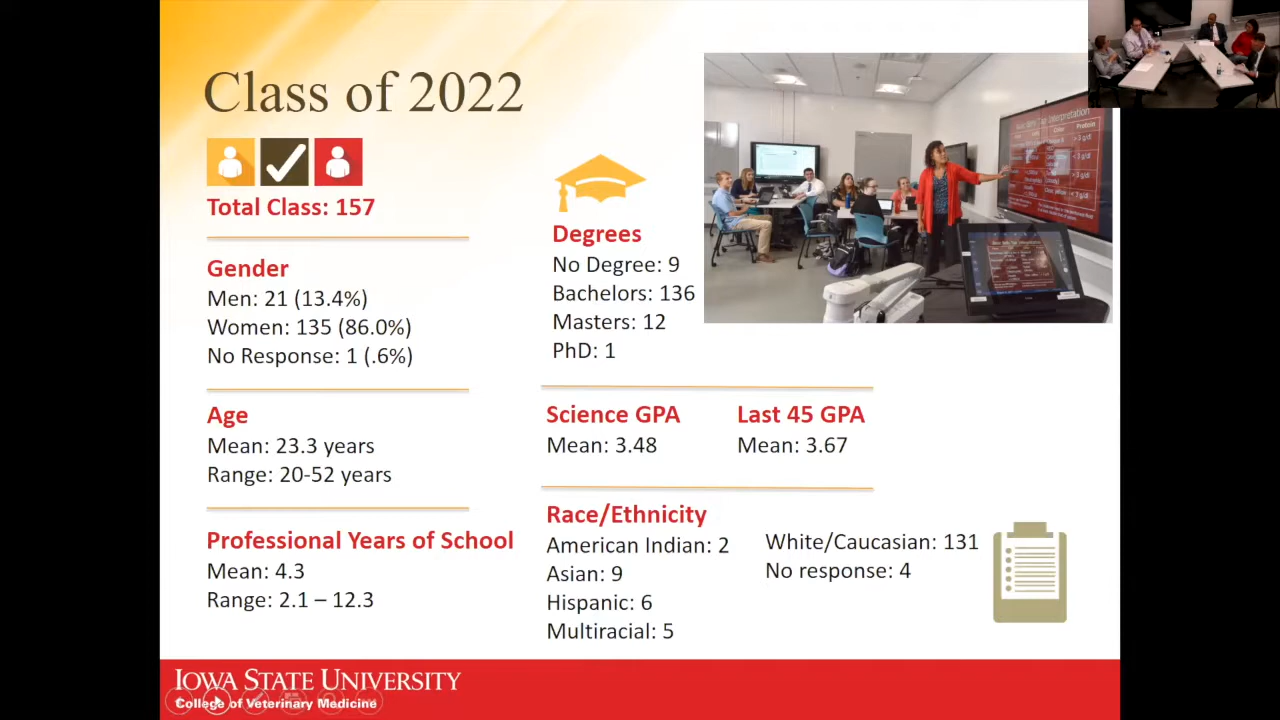 Class of 2022
Total Class: 157
Gender
Men: 21 (13.4%)
Women: 135 (86.0%)
No Response: 1 (.6%)
Age
Mean: 23.3 years
Range: 20-52 years
Professional Years of School
Mean: 4.3
Range: 2.1 – 12.3
Degrees
No Degree: 9
Bachelors: 136
Masters: 12
PhD: 1
Science GPA
Mean: 3.48
Last 45 GPA
Mean: 3.67
Race/Ethnicity
American Indian: 2
Asian: 9
Hispanic: 6
Multiracial: 5
White/Caucasian: 131
No response: 4
Interpretation
Color
Protein
IOWA STATE UNIVERSITY
College of Veterinary Medicine